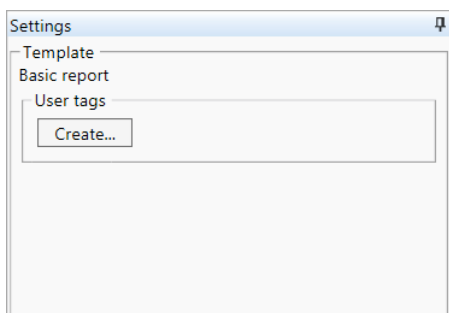 Settings
Template
Basic report
User tags
Create...